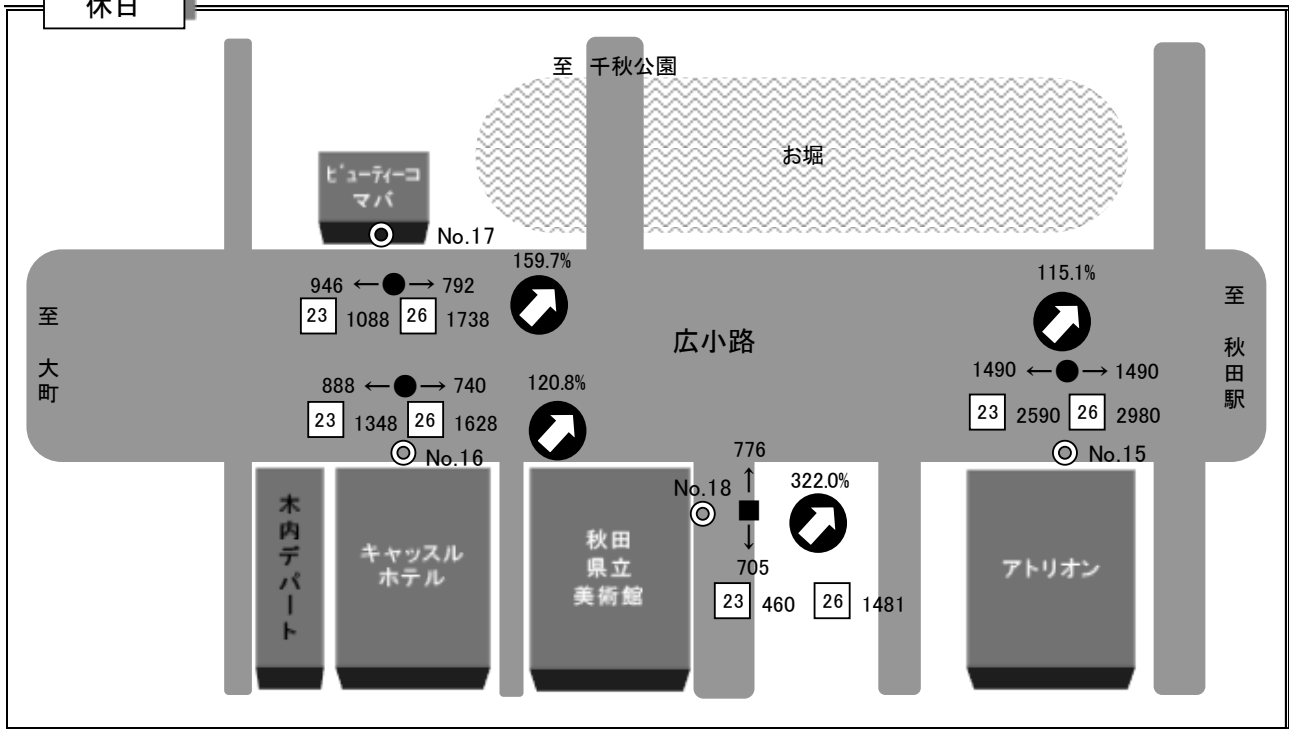 休日
至 千秋公園
お堀
ビューティーコ
マバ
No.17
946 ←●→ 792
23 1088 26 1738
159.7%
115.1%
至 大町
広小路
至 秋田駅
888 ←●→ 740
23 1348 26 1628
120.8%
1490 ←●→ 1490
23 2590 26 2980
No.16
No.15
776
↑
No.18
■
322.0%
↓
705
23 460 26 1481
木内デパート
キャッスル
ホテル
秋田
県立
美術館
アトリオン